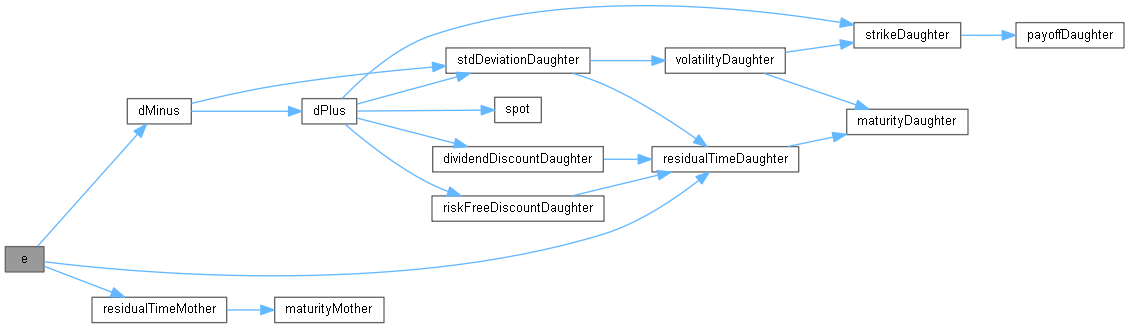 strikeDaughter
payoffDaughter
stdDeviationDaughter
volatilityDaughter
dMinus
dPlus
spot
maturityDaughter
dividendDiscountDaughter
residualTimeDaughter
riskFreeDiscountDaughter
e
residualTimeMother
maturityMother